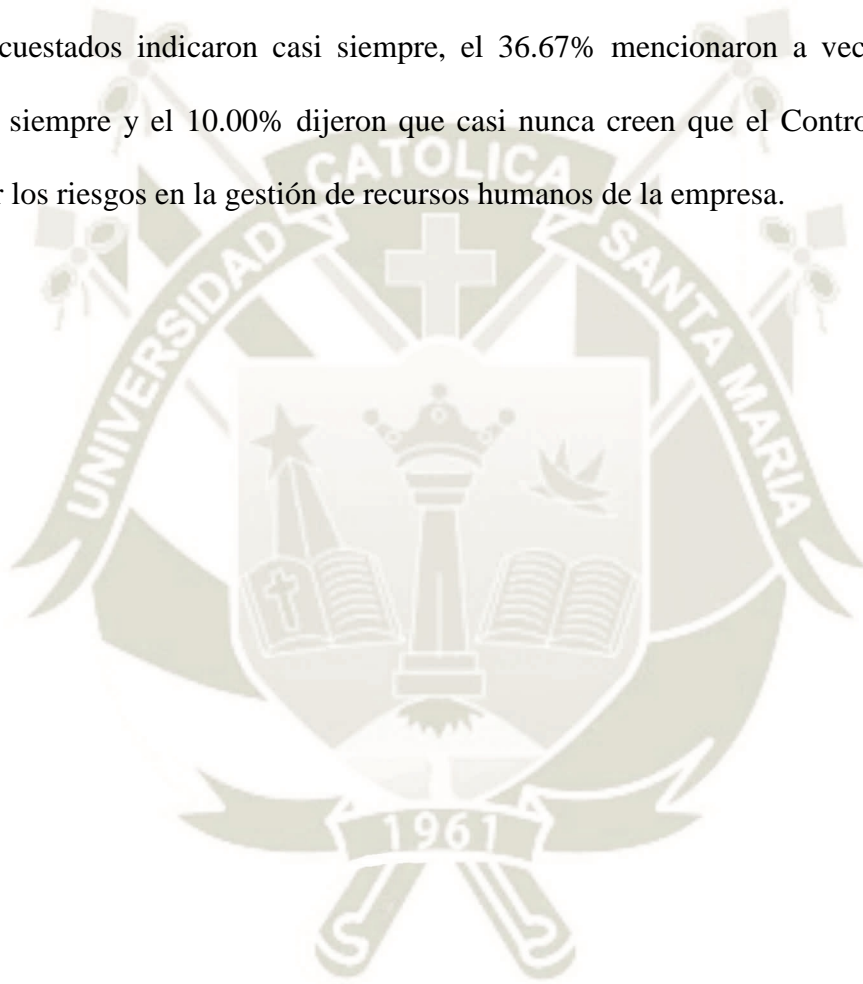 cuestados indicaron casi siempre, el 36.67% mencionaron a vec
siempre y el 10.00% dijeron que casi nunca creen que el Contro
r los riesgos en la gestión de recursos humanos de la empresa.
UNIVERSIDAD CATOLICA SANTA MARIA
1961